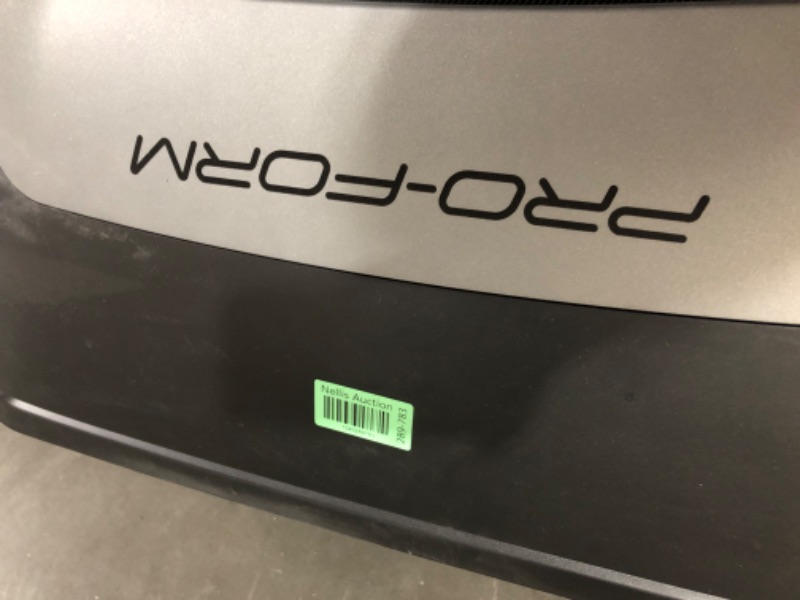 PRO-FORM
Nellis Auction
289-783